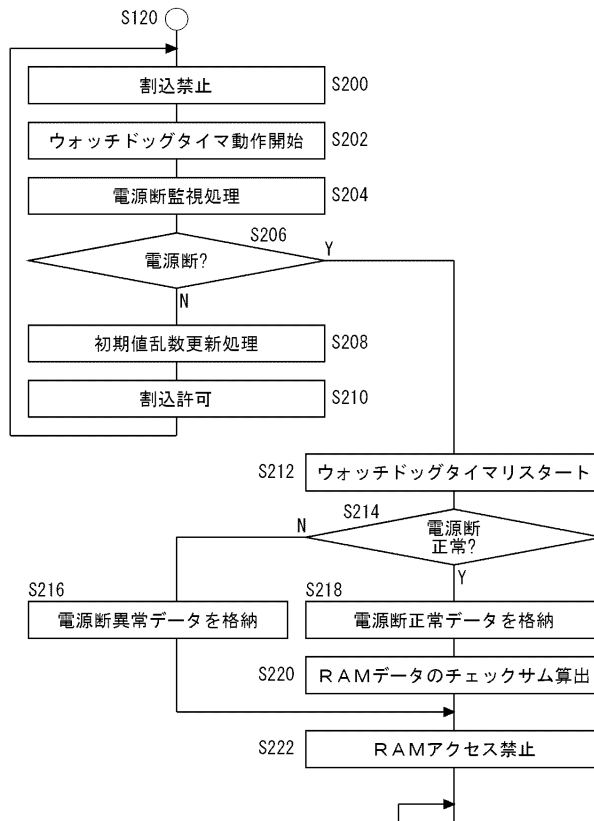 S120
割込禁止
S200
ウォッチドッグタイマ動作開始
S202
電源断監視処理
S204
S206
電源断?
Y
N
初期値乱数更新処理
S208
割込許可
S210
S212
ウォッチドッグタイマリスタート
S214
電源断
正常?
N
Y
S216
電源断異常データを格納
S218
電源断正常データを格納
S220
RAMデータのチェックサム算出
S222
RAMアクセス禁止